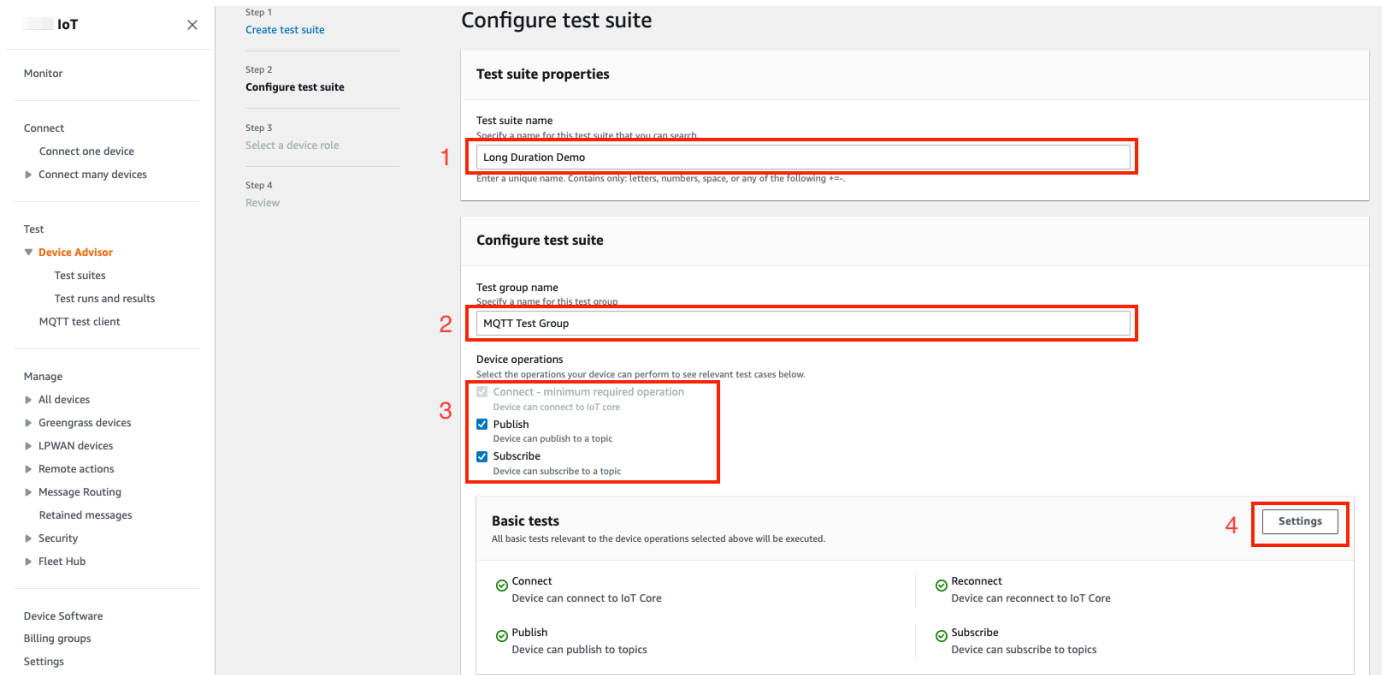 IoT
Monitor
Connect
Connect one device
Connect many devices
Test
Device Advisor
Test suites
Test runs and results
MQTT test client
Manage
All devices
Greengrass devices
LPWAN devices
Remote actions
Message Routing
Retained messages
Security
Fleet Hub
Device Software
Billing groups
Settings
Step 1
Create test suite
Step 2
Configure test suite
Step 3
Select a device role
Step 4
Review
Configure test suite
Test suite properties
Test suite name
Specify a name for this test suite that you can search.
1
Long Duration Demo
Enter a unique name. Contains only: letters, numbers, space, or any of the following +=-.
Configure test suite
Test group name
Specify a name for this test group
2
MQTT Test Group
Device operations
Select the operations your device can perform to see relevant test cases below.
3
Connect - minimum required operation
Device can connect to IoT core
Publish
Device can publish to a topic
Subscribe
Device can subscribe to a topic
Basic tests
All basic tests relevant to the device operations selected above will be executed.
4
Settings
Connect
Device can connect to IoT Core
Reconnect
Device can reconnect to IoT Core
Publish
Device can publish to topics
Subscribe
Device can subscribe to topics